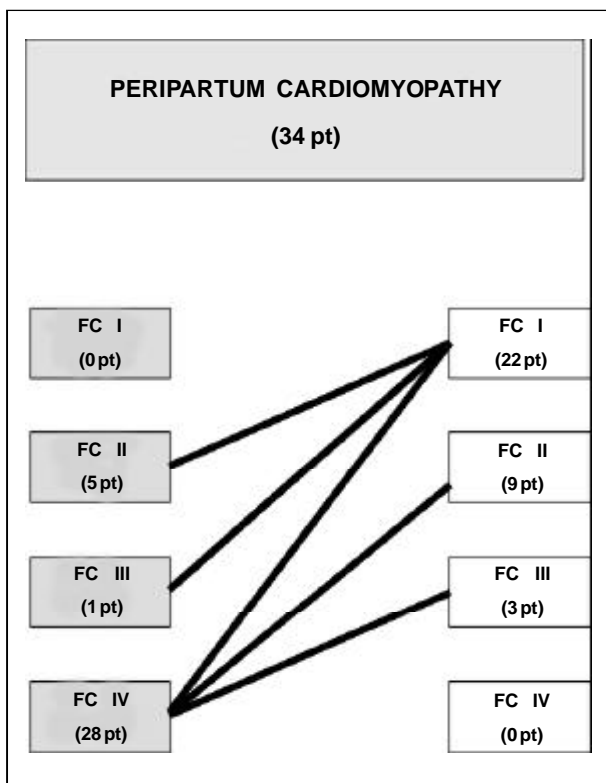 PERIPARTUM CARDIOMYOPATHY
(34 pt)
FC I
(0 pt)
FC I
(22 pt)
FC II
(5 pt)
FC II
(9 pt)
FC III
(1 pt)
FC III
(3 pt)
FC IV
(28 pt)
FC IV
(0 pt)